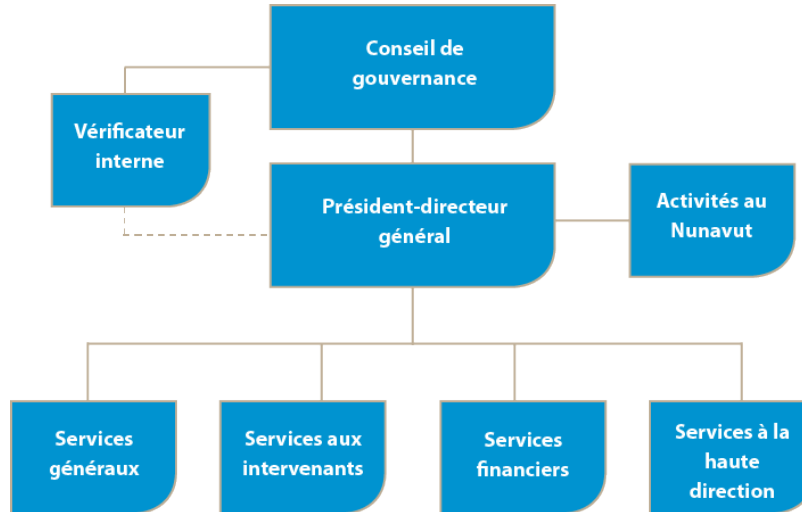 Conseil de
gouvernance
Vérificateur
interne
Président-directeur
général
Activités au
Nunavut
Services
généraux
Services aux
intervenants
Services
financiers
Services à la
haute
direction